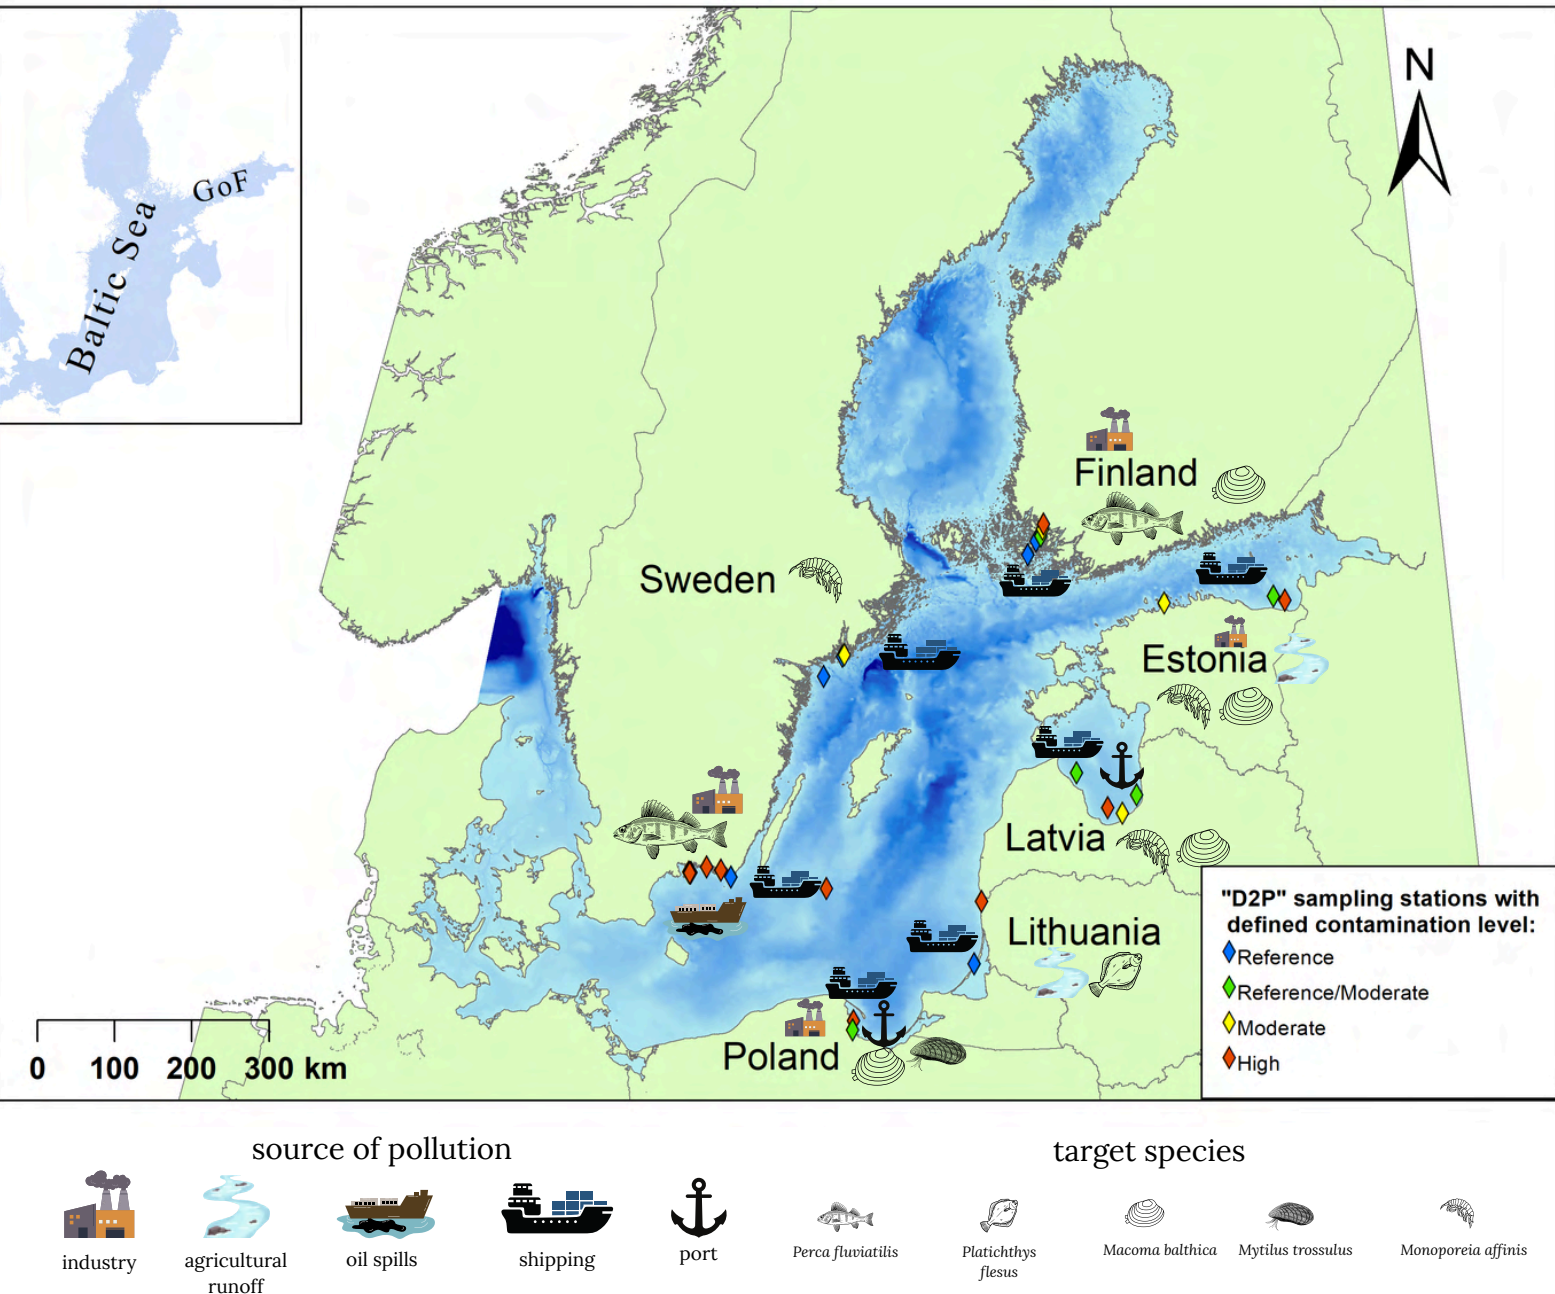 N
GoF
Baltic Sea
Finland
Sweden
Estonia
Latvia
Lithuania
Poland
"D2P" sampling stations with
defined contamination level:
Reference
Reference/Moderate
Moderate
High
0 100 200 300 km
source of pollution
target species
industry
agricultural
runoff
oil spills
shipping
port
Perca fluviatilis
Platichthys
flesus
Macoma balthica
Mytilus trossulus
Monoporeia affinis